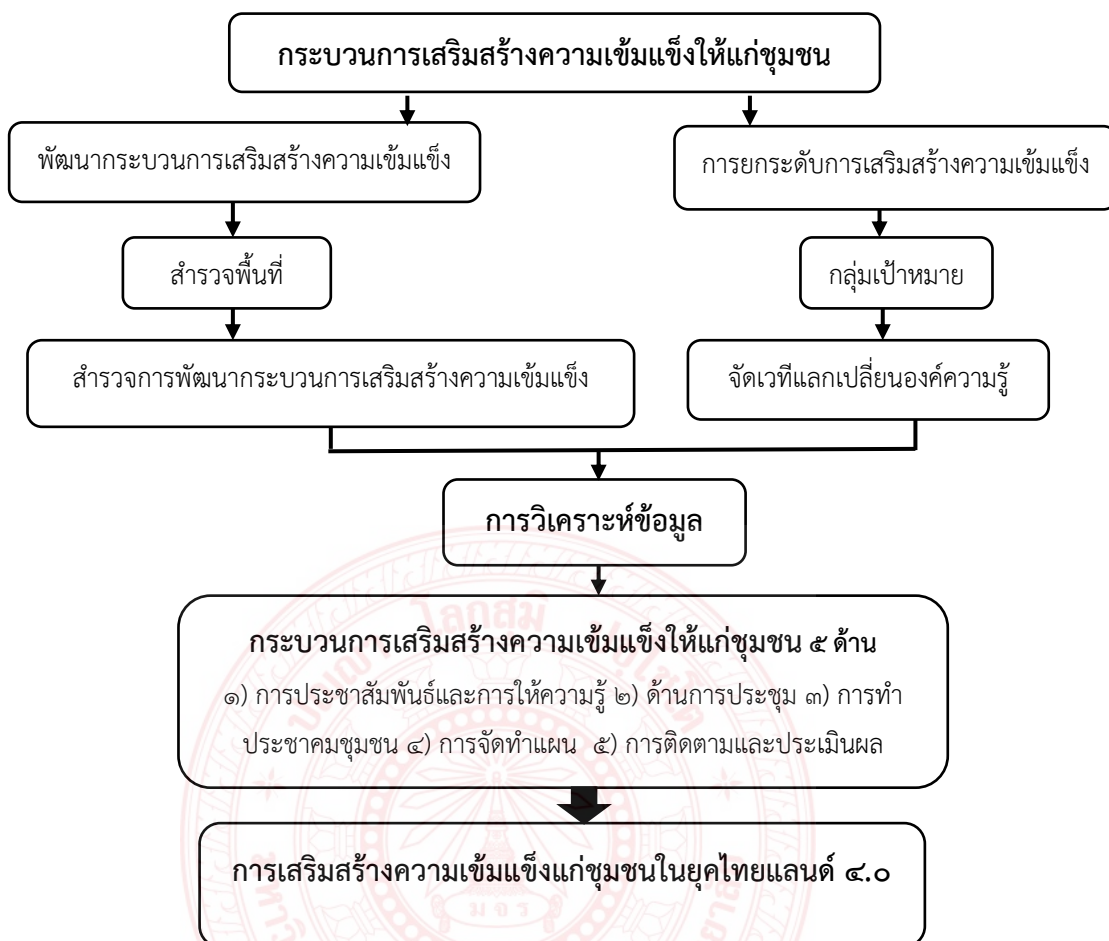 กระบวนการเสริมสร้างความเข้มแข็งให้แก่ชุมชน
พัฒนากระบวนการเสริมสร้างความเข้มแข็ง
การยกระดับการเสริมสร้างความเข้มแข็ง
สำรวจพื้นที่
กลุ่มเป้าหมาย
สำรวจการพัฒนากระบวนการเสริมสร้างความเข้มแข็ง
จัดเวทีแลกเปลี่ยนองค์ความรู้
การวิเคราะห์ข้อมูล
กระบวนการเสริมสร้างความเข้มแข็งให้แก่ชุมชน ๕ ด้าน
๑) การประชาสัมพันธ์และการให้ความรู้ ๒) ด้านการประชุม ๓) การทำ
ประชาคมชุมชน ๔) การจัดทำแผน ๕) การติดตามและประเมินผล
การเสริมสร้างความเข้มแข็งแก่ชุมชนในยุคไทยแลนด์ ๔.๐
โลกสฺมิ
มจร